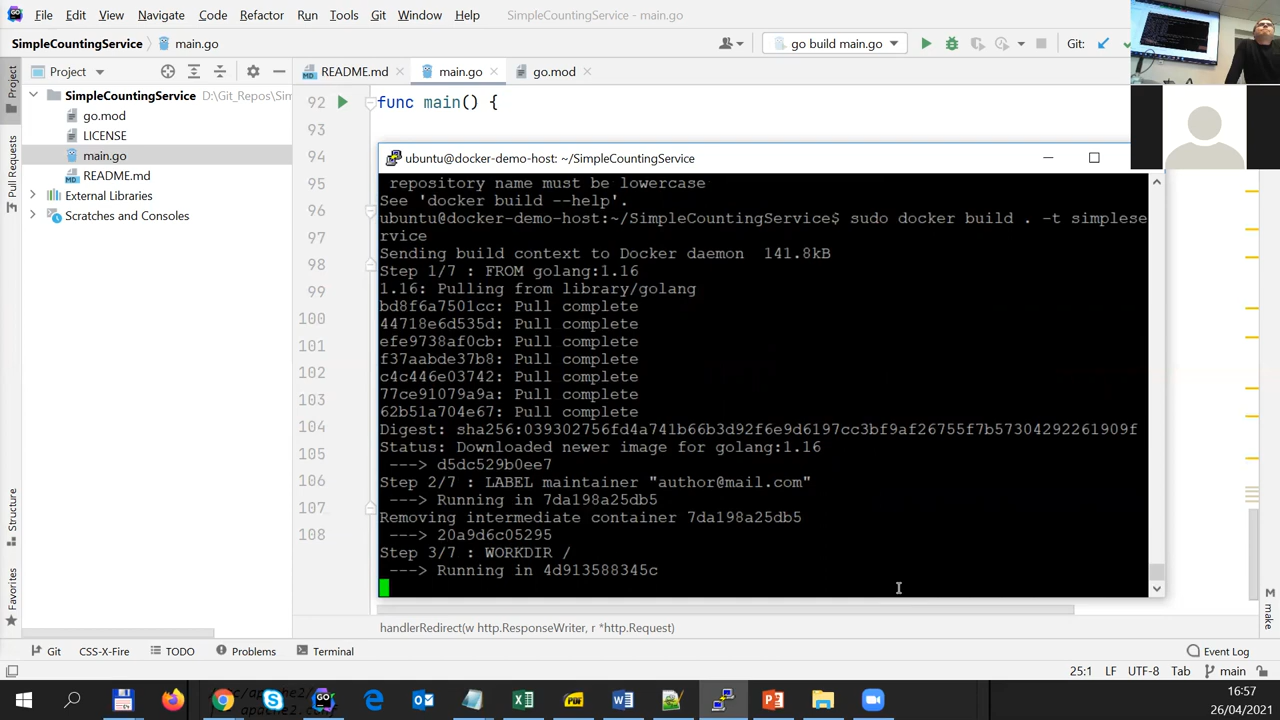 File Edit View Navigate Code Refactor Run Tools Git Window Help SimpleCountingService - main.go
SimpleCountingService main.go go build main.go Git:
Project README.md main.go go.mod
SimpleCountingService D:\Git_Repos\Sim
go.mod
LICENSE
main.go
README.md
External Libraries
Scratches and Consoles
Project
Pull Requests
Structure
Favorites
make
92 func main() {
93
94
95
96
97
98
99
100
101
102
103
104
105
106
107
108
ubuntu@docker-demo-host: ~/SimpleCountingService
repository name must be lowercase
See 'docker build --help'.
ubuntu@docker-demo-host:~/SimpleCountingService$ sudo docker build . -t simplese
rvice
Sending build context to Docker daemon 141.8kB
Step 1/7 : FROM golang:1.16
1.16: Pulling from library/golang
bd8f6a7501cc: Pull complete
44718e6d535d: Pull complete
efe9738af0cb: Pull complete
f37aabde37b8: Pull complete
c4c446e03742: Pull complete
77ce91079a9a: Pull complete
62b51a704e67: Pull complete
Digest: sha256:039302756fd4a741b66b3d92f6e9d6197cc3bf9af26755f7b57304292261909f
Status: Downloaded newer image for golang:1.16
---> d5dc529b0ee7
Step 2/7 : LABEL maintainer "author@mail.com"
---> Running in 7da198a25db5
Removing intermediate container 7da198a25db5
---> 20a9d6c05295
Step 3/7 : WORKDIR /
---> Running in 4d913588345c
handlerRedirect(w http.ResponseWriter, r *http.Request)
Git CSS-X-Fire TODO Problems Terminal Event Log
25:1 LF UTF-8 Tab main
16:57
26/04/2021